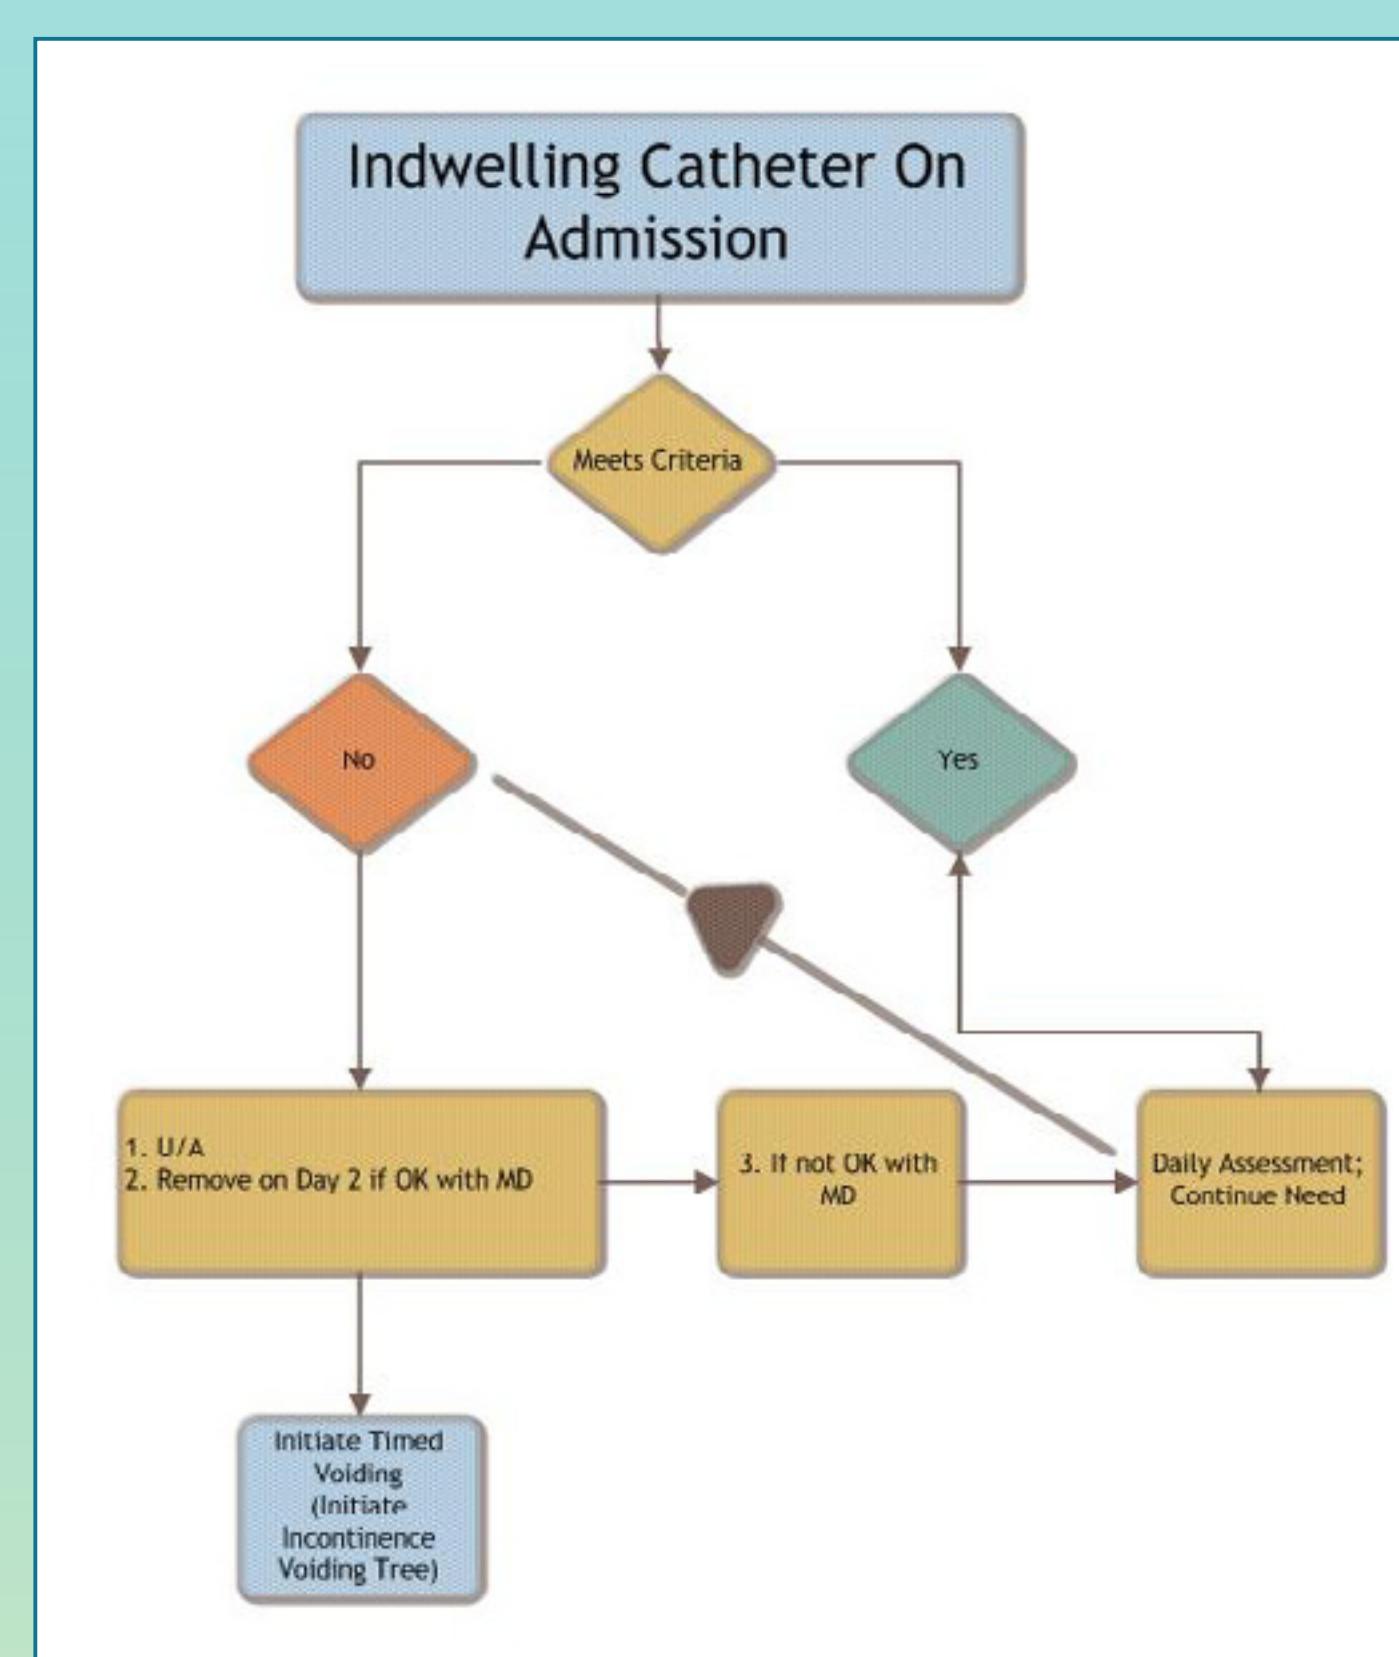 Indwelling Catheter On
Admission
Meets Criteria
No
Yes
1. U/A
2. Remove on Day 2 if OK with MD
3. If not OK with
MD
Daily Assessment;
Continue Need
Initiate Timed
Voiding
(Initiate
Incontinence
Voiding Tree)